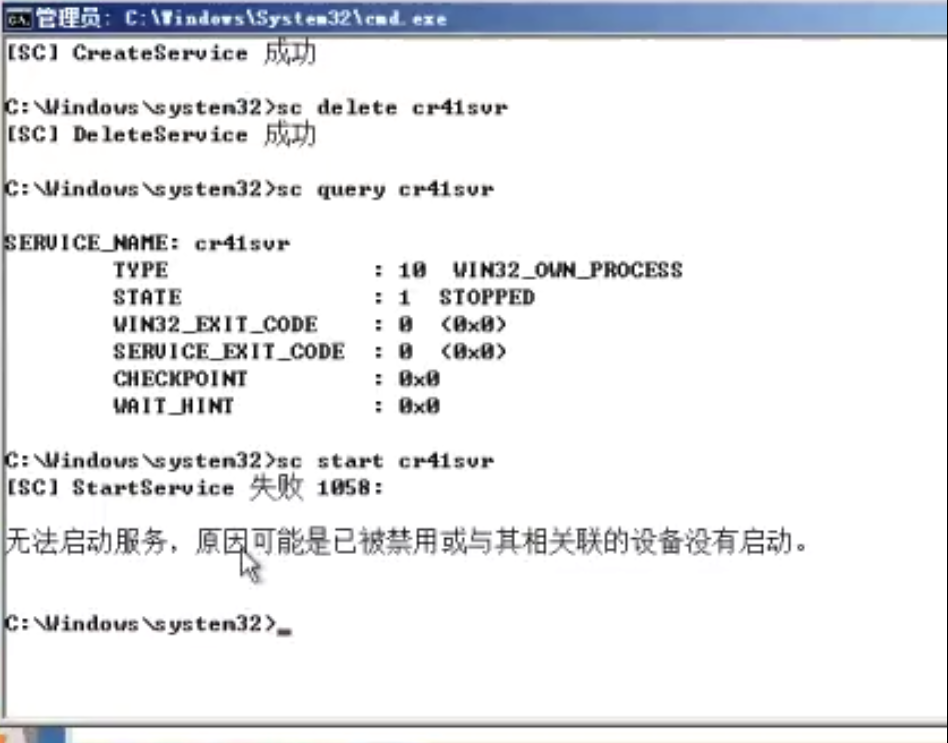 管理员: C:\Windows\System32\cmd.exe
[SC] CreateService 成功
C:\Windows\system32>sc delete cr41svr
[SC] DeleteService 成功
C:\Windows\system32>sc query cr41svr
SERVICE_NAME: cr41svr
TYPE : 10 WIN32_OWN_PROCESS
STATE : 1 STOPPED
WIN32_EXIT_CODE : 0 (0x0)
SERVICE_EXIT_CODE : 0 (0x0)
CHECKPOINT : 0x0
WAIT_HINT : 0x0
C:\Windows\system32>sc start cr41svr
[SC] StartService 失败 1058:
无法启动服务，原因可能是已被禁用或与其相关联的设备没有启动。
C:\Windows\system32>_